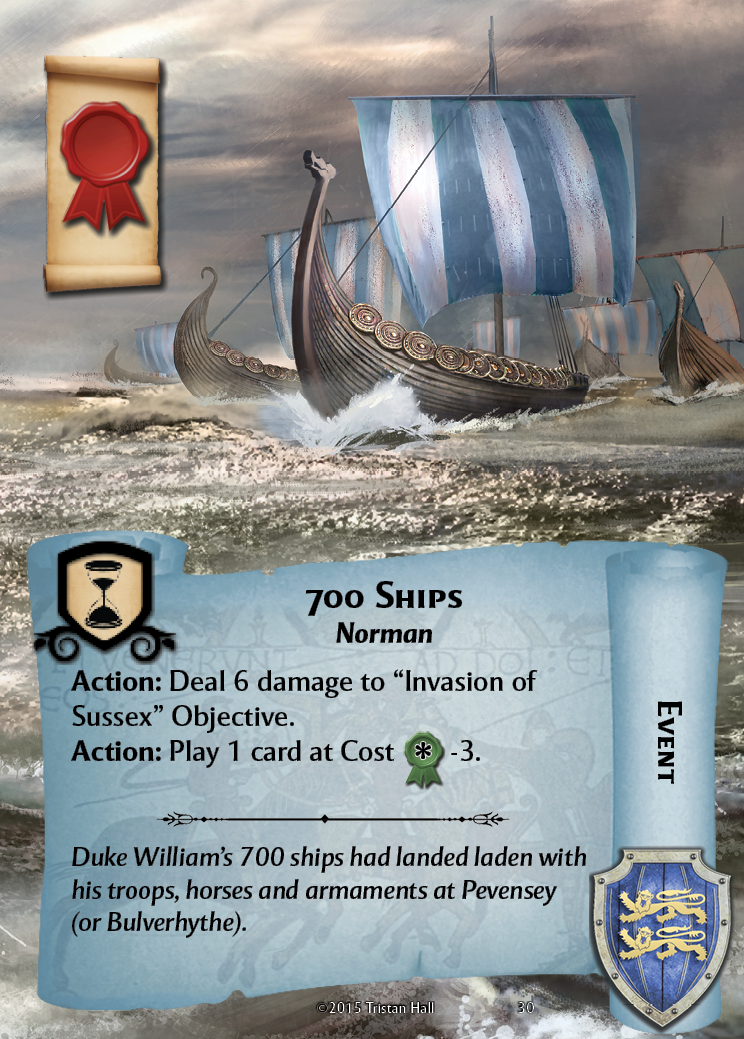 700 Ships
Norman
Action: Deal 6 damage to “Invasion of
Sussex” Objective.
Action: Play 1 card at Cost * -3.
Event
Duke William’s 700 ships had landed laden with
his troops, horses and armaments at Pevensey
(or Bulverhythe).
©2015 Tristan Hall 30